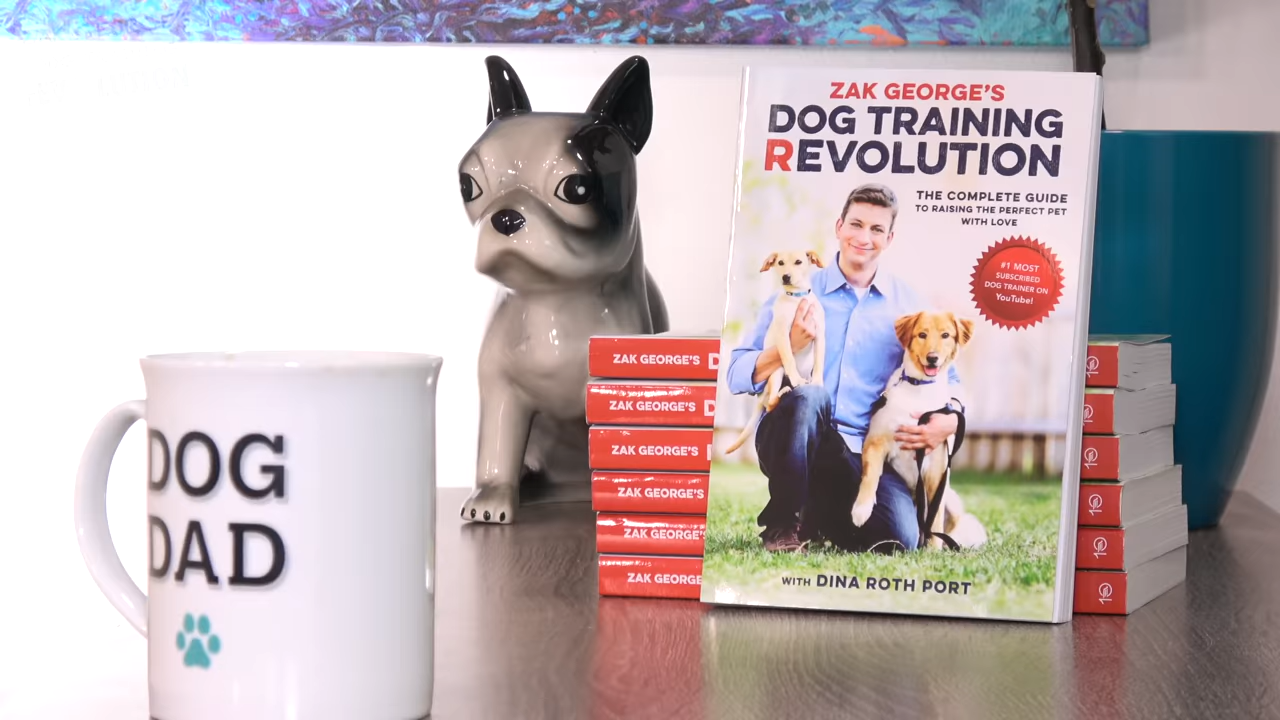 ZAK GEORGE'S
DOG TRAINING
REVOLUTION
THE COMPLETE GUIDE
TO RAISING THE PERFECT PET
WITH LOVE
#1 MOST
SUBSCRIBED
DOG TRAINER ON
YouTube!
WITH DINA ROTH PORT
DOG
DAD
ZAK GEORGE'S D
ZAK GEORGE'S D
ZAK GEORGE'S
ZAK GEORGE'S
ZAK GEORGE'S
ZAK GEORGE